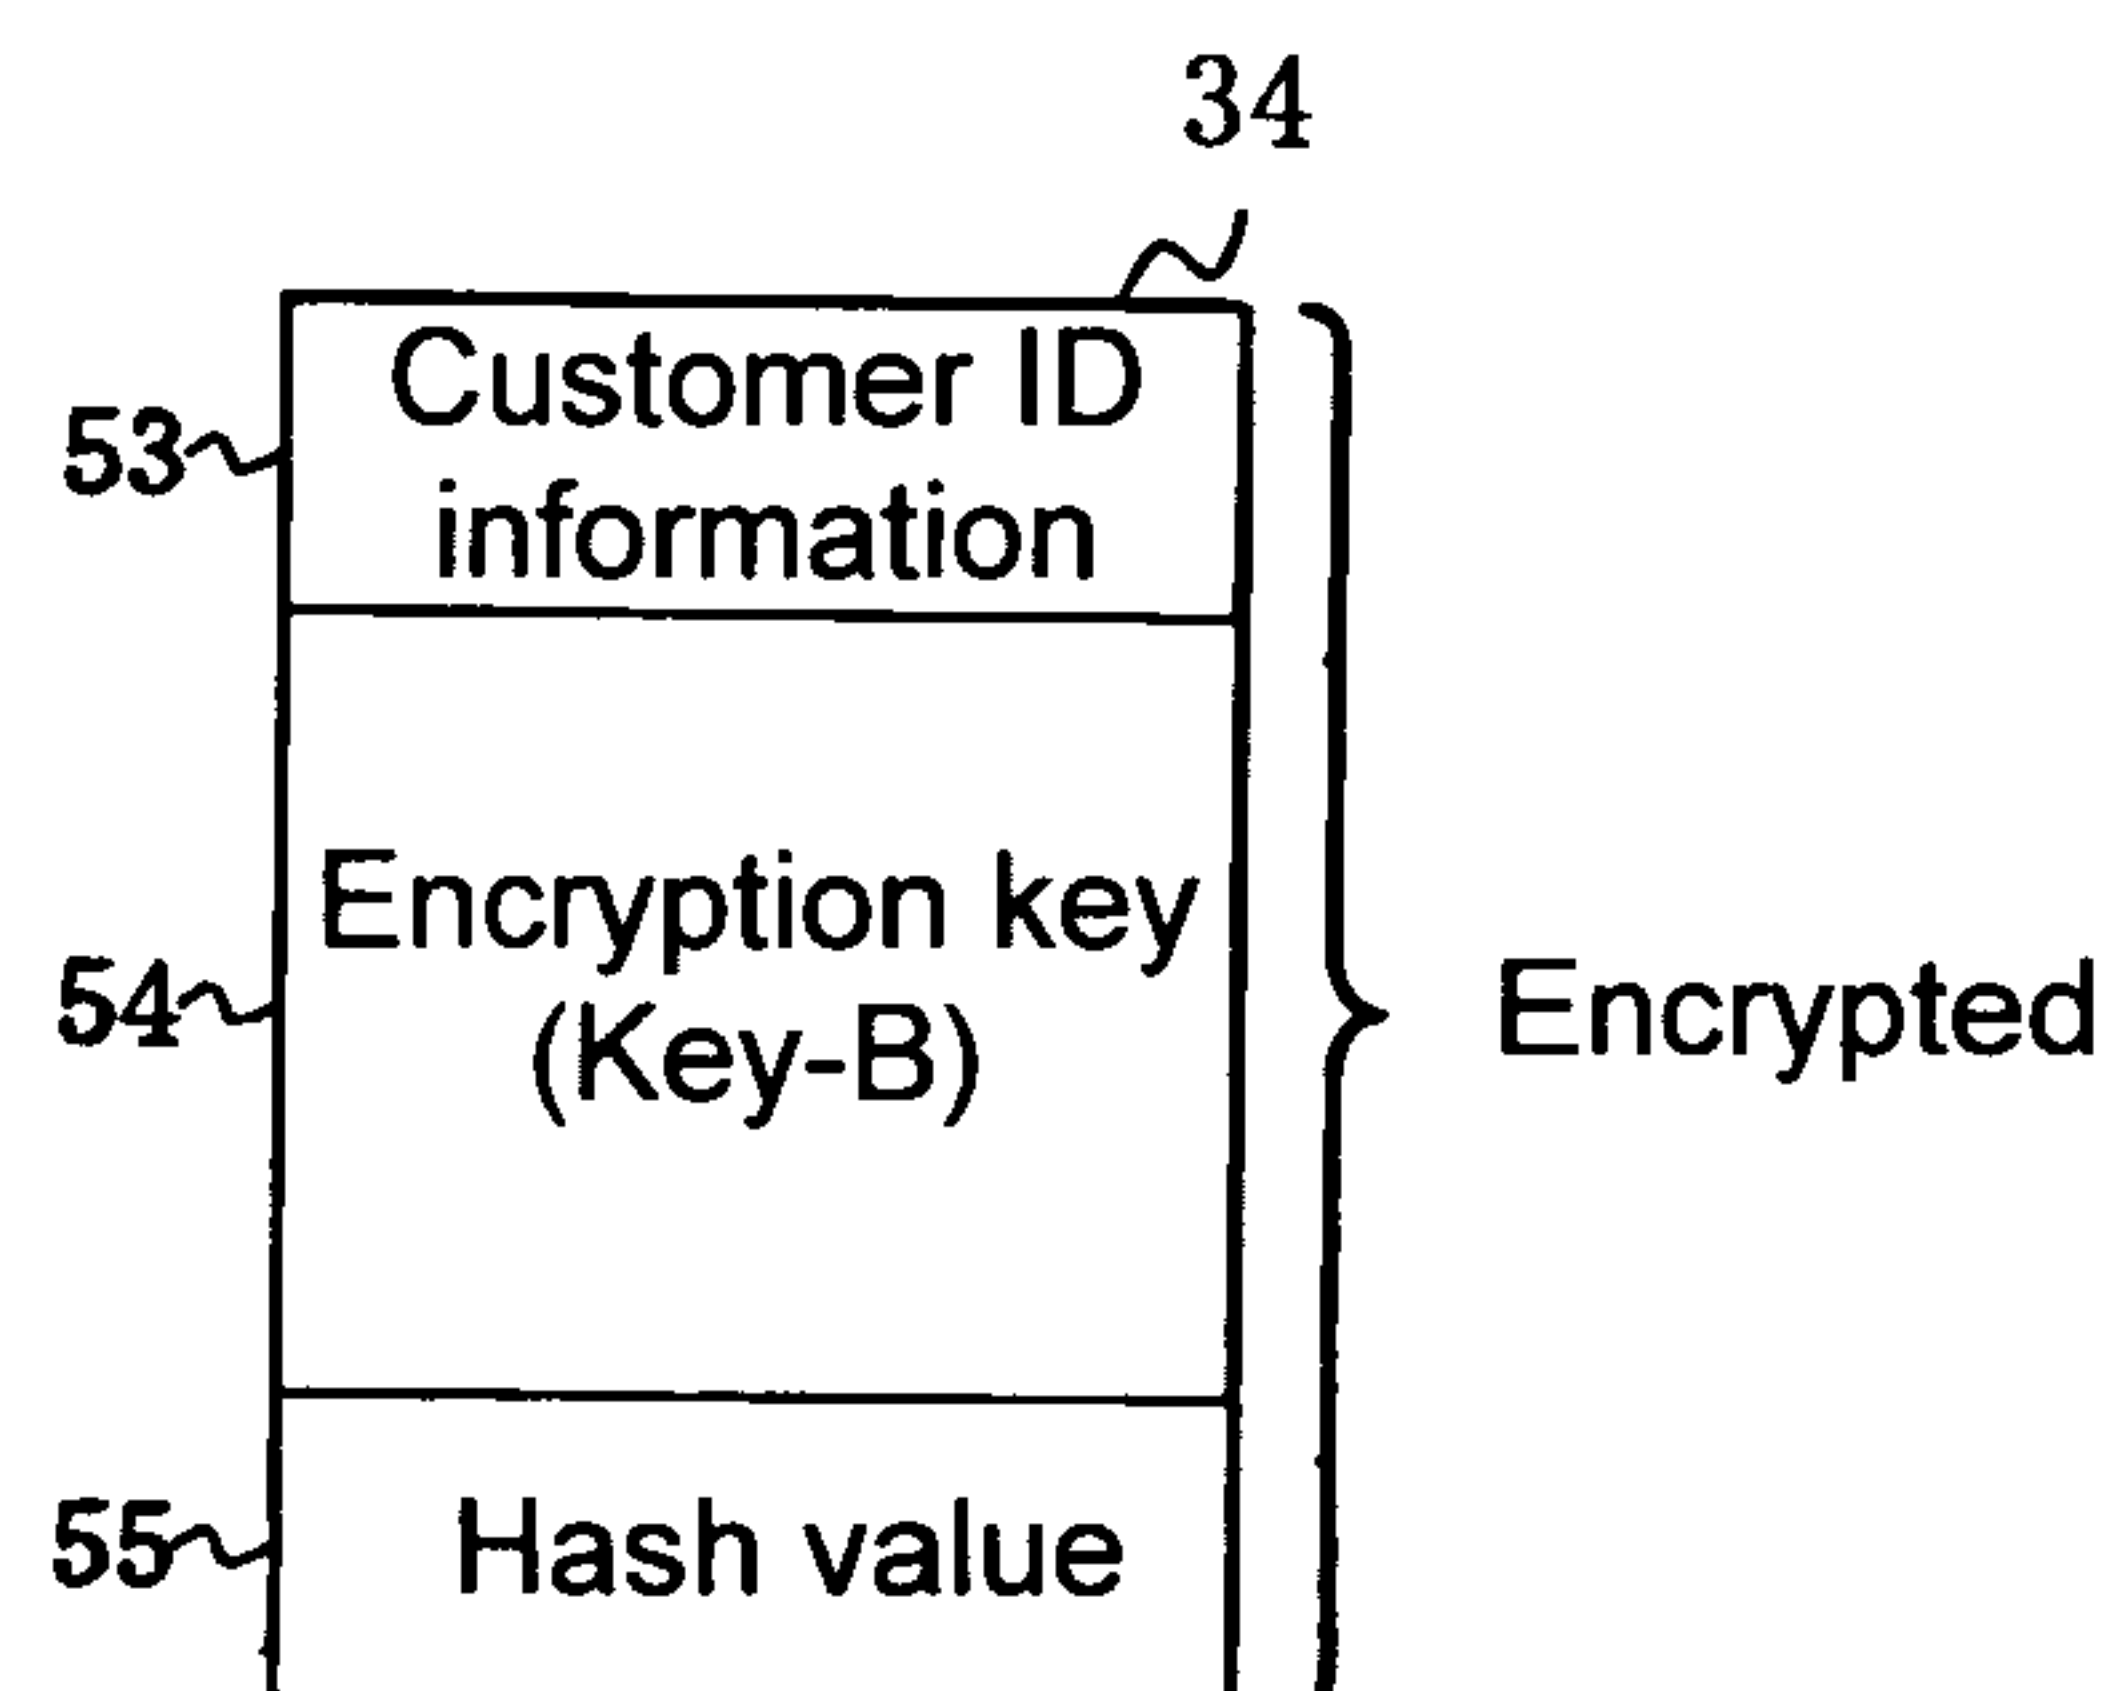 34
53
Customer ID
information
54
Encryption key
(Key-B)
Encrypted
55
Hash value